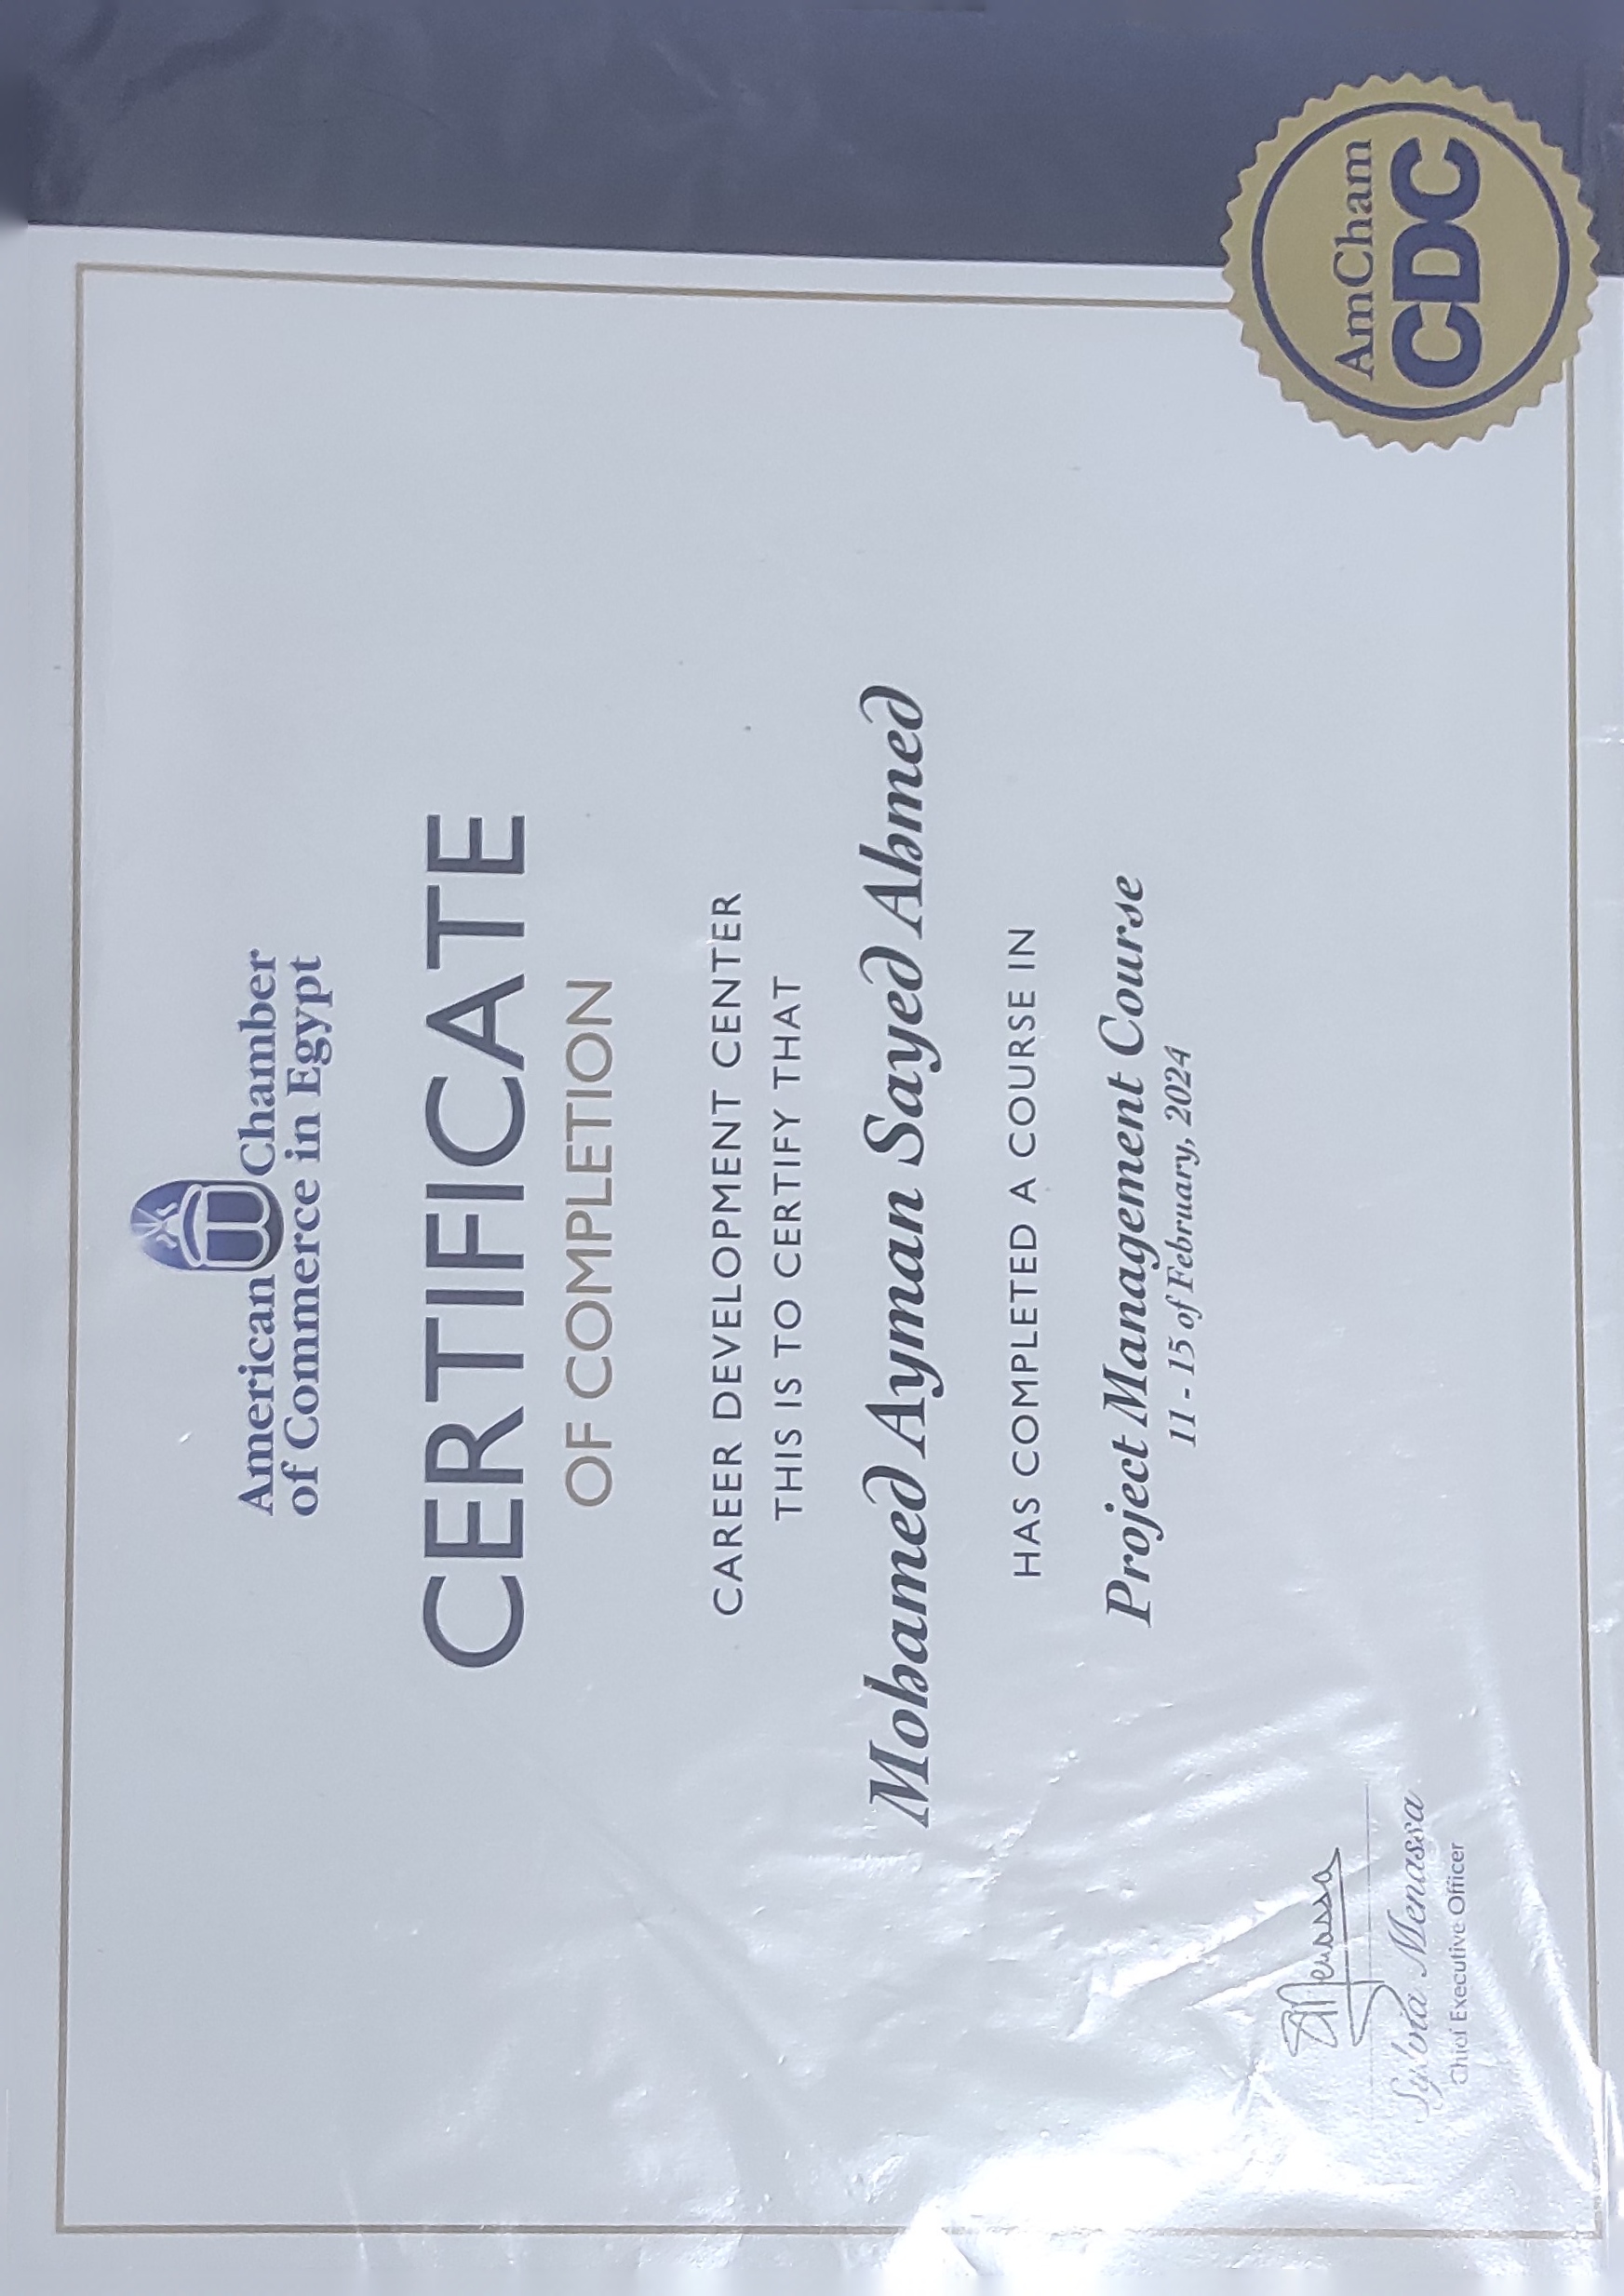 American Chamber
of Commerce in Egypt
CERTIFICATE
OF COMPLETION
CAREER DEVELOPMENT CENTER
THIS IS TO CERTIFY THAT
Mohamed Ayman Sayed Ahmed
HAS COMPLETED A COURSE IN
Project Management Course
11 - 15 of February, 2024
SMenassa
Sylvia Menassa
Chief Executive Officer
AmCham
CDC